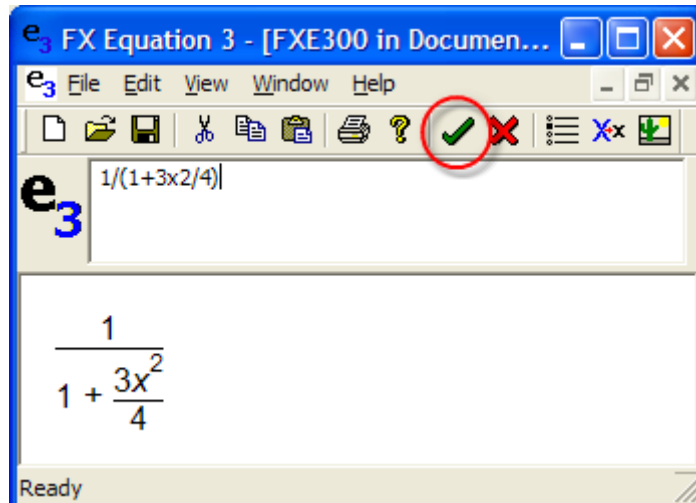 e3 FX Equation 3 - [FXE300 in Documen...
e3 File Edit View Window Help
e3 1/(1+3x2/4)
1
1 + 3x²
4
Ready